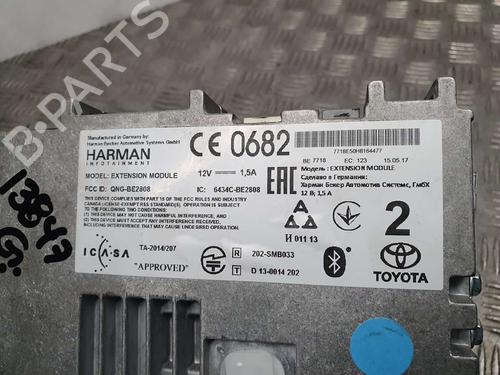 B-PARTS
Manufactured in Germany by:
Harman Becker Automotive Systems GmbH
HARMAN
INFOTAINMENT
CE 0682
7718E50H8164477
BE 7718 EC: 123 15.05.17
MODEL: EXTENSION MODULE 12V 1,5A
FCC ID: QNG-BE2808 IC: 6434C-BE2808
EAC
Модель : EXTENSION MODULE
Сделано в Германии:
Харман Бекер Аутомотив Системс, ГмбХ
12 В; 1,5 А
COMPLIES WITH PART 15 OF THE FCC RULES AND INDUSTRY
CANADA LICENSE-EXEMPT RSS STANDARD(S). OPERATION IS
SUBJECT TO THE FOLLOWING TWO CONDITIONS: (1) THIS DEVICE
MAY NOT CAUSE HARMFUL INTERFERENCE, AND (2) THIS DEVICE
MUST ACCEPT ANY INTERFERENCE RECEIVED, INCLUDING
INTERFERENCE THAT MAY CAUSE UNDESIRED OPERATION.
И 011 13
2
ICASA
TA-2014/207
"APPROVED"
R 202-SMB033
T D 13-0014 202
TOYOTA
13847